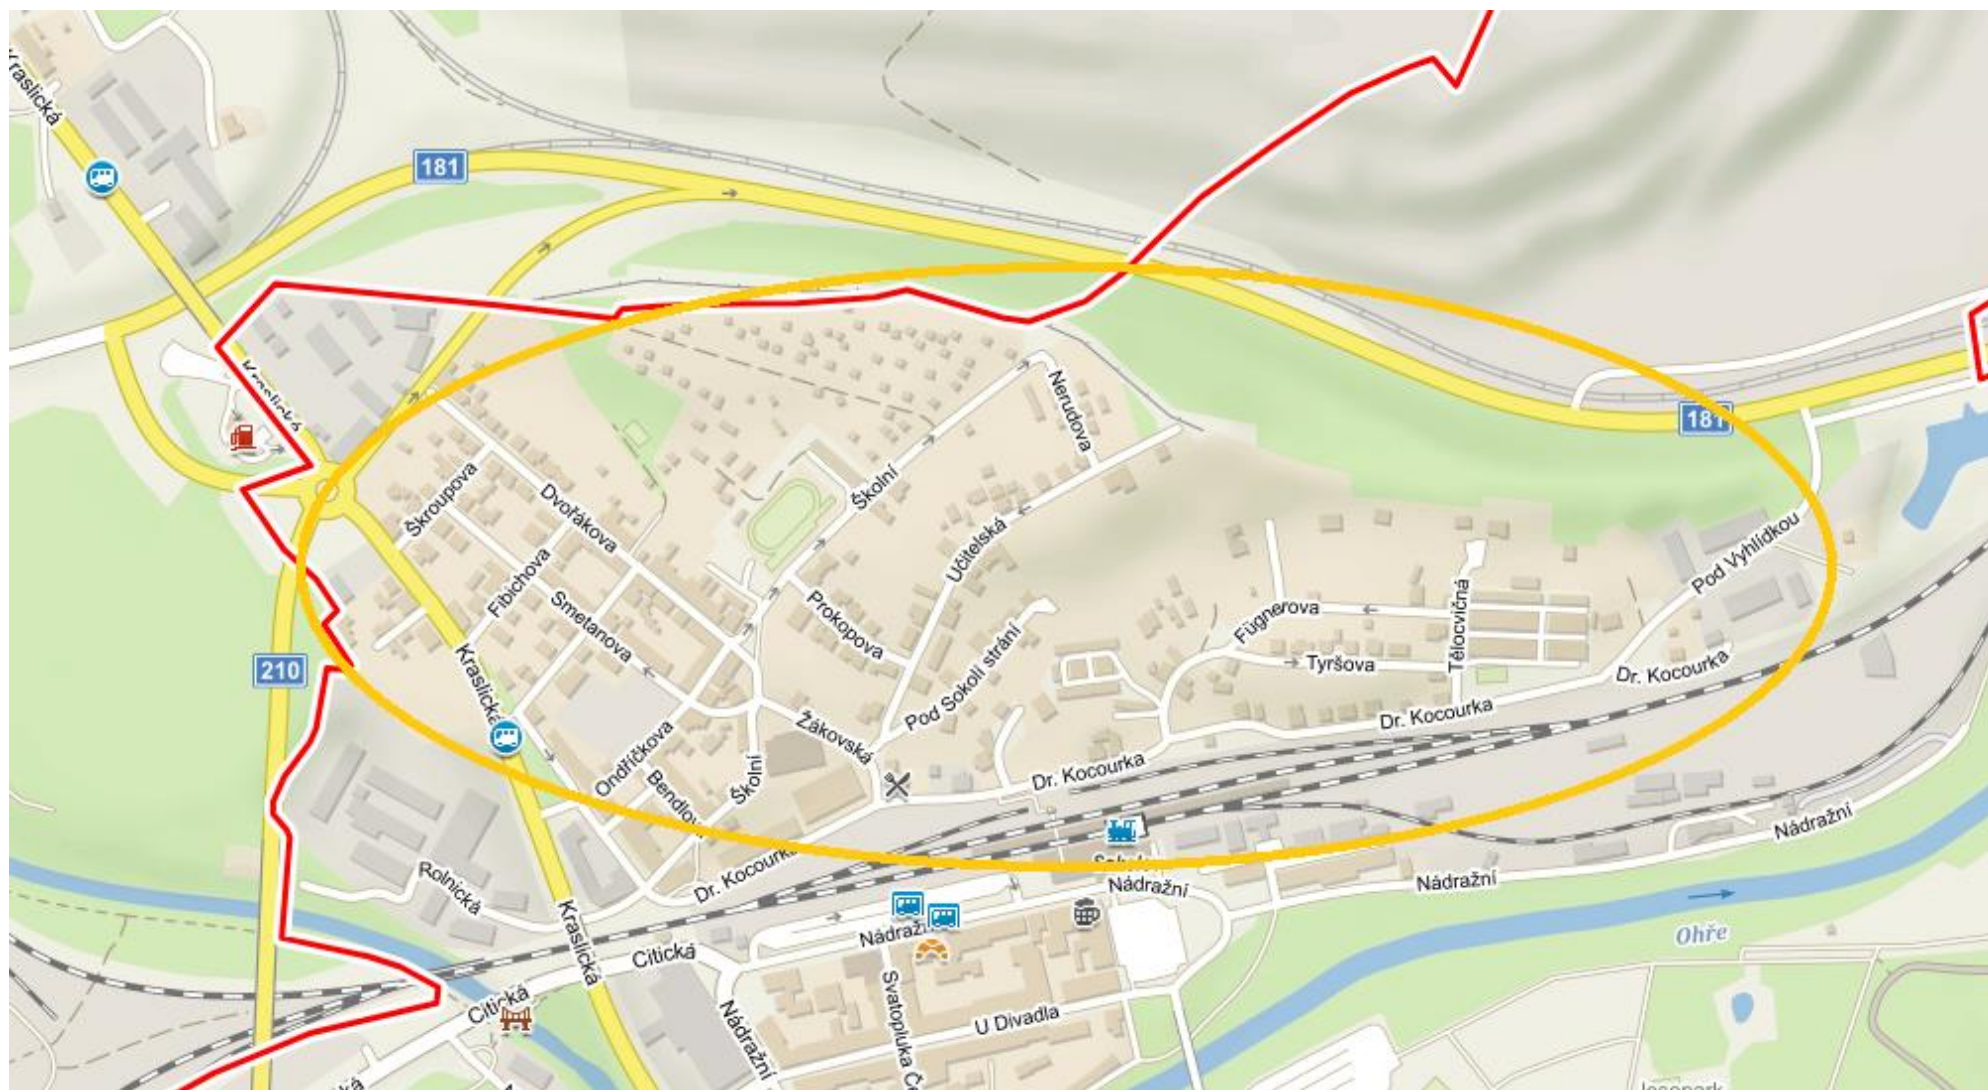 Kraslická
181
Kraslická
Nerudova
181
Školní
Škroupova
Dvořákova
Učitelská
Pod Vyhlídkou
Fibichova
Smetanova
Prokopova
Fügnerova
Tělocvičná
Pod Sokolí strání
Tyršova
Dr. Kocourka
210
Kraslická
Žákovská
Dr. Kocourka
Ondříčkova
Školní
Dr. Kocourka
Nádražní
Rolnická
Dr. Kocourka
Nádražní
Nádražní
Kraslická
Citická
Ohře
Citická
Nádražní
U Divadla